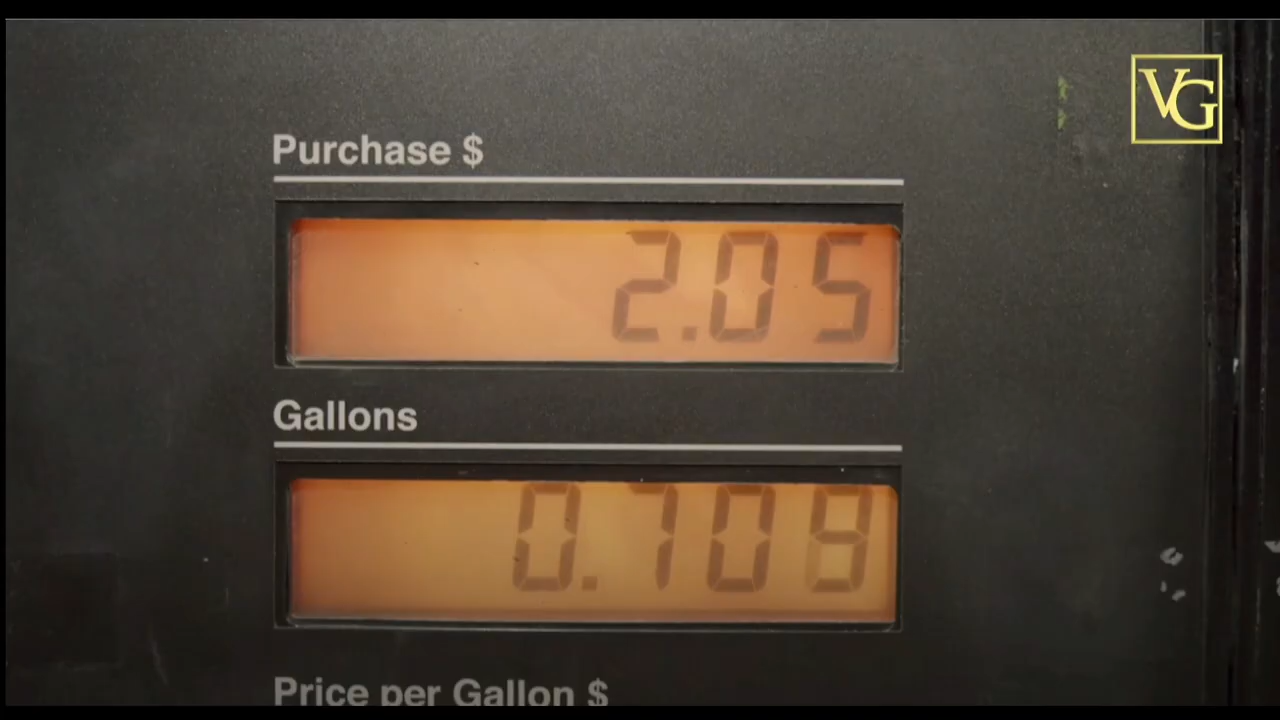 VG
Purchase $
2.05
Gallons
0.708
Price per Gallon $